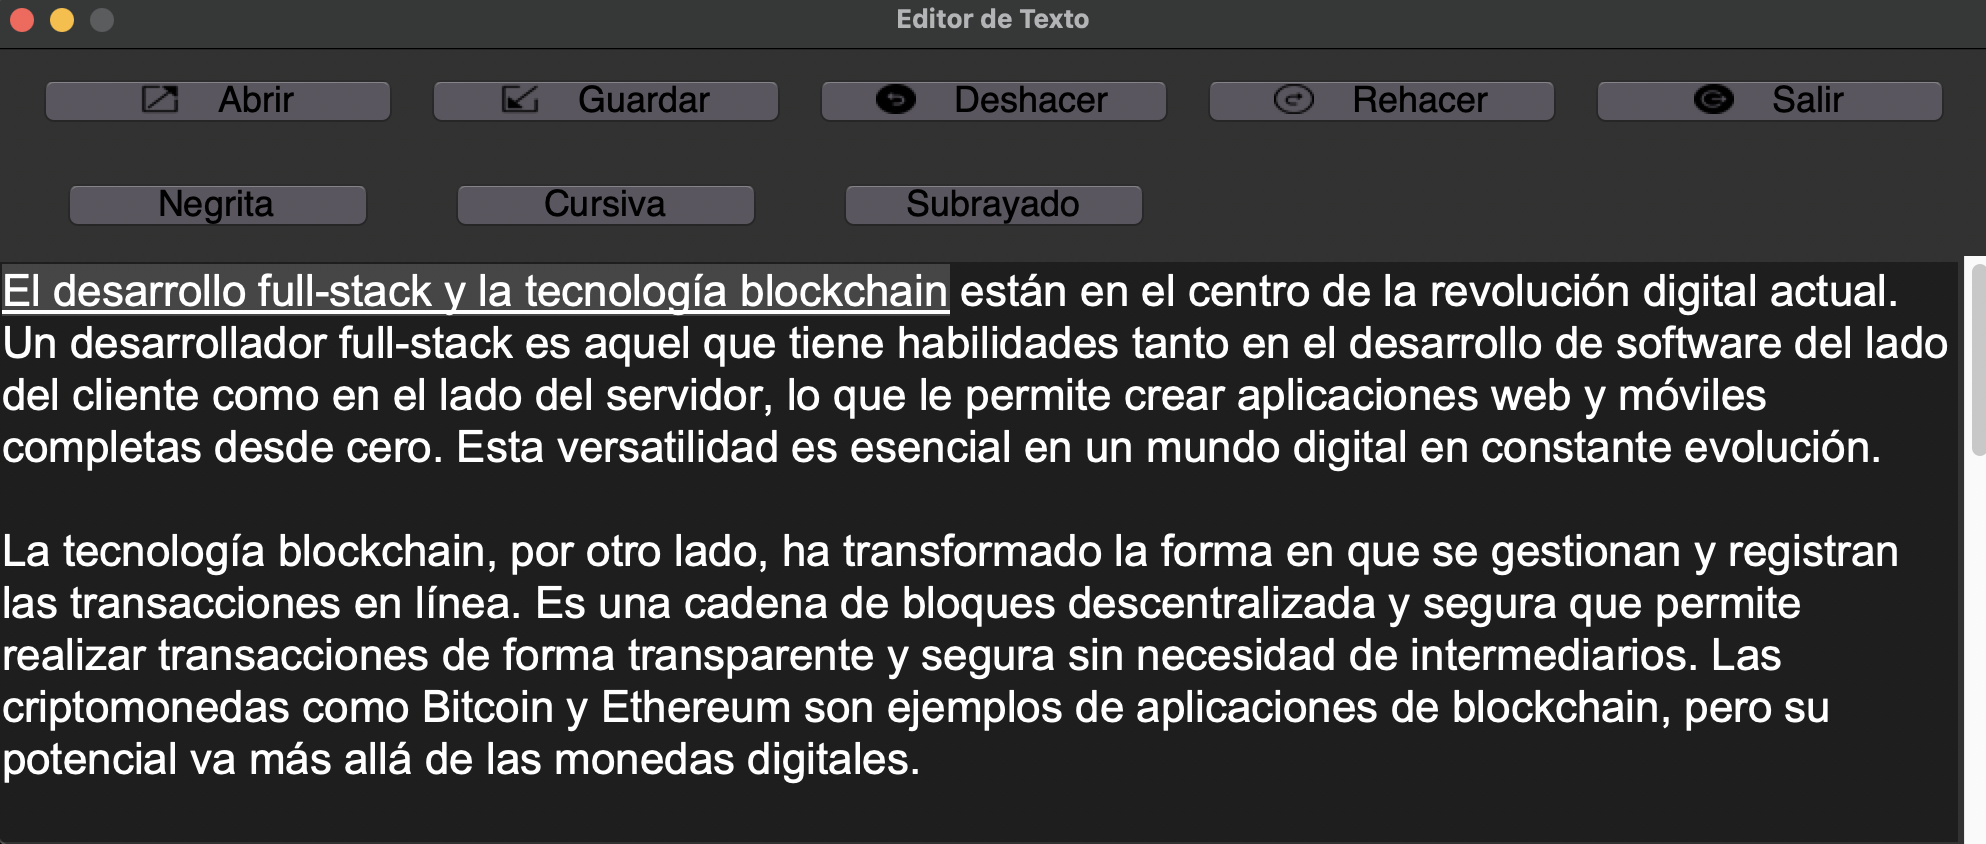 Editor de Texto
Abrir Guardar Deshacer Rehacer Salir
Negrita Cursiva Subrayado
El desarrollo full-stack y la tecnología blockchain están en el centro de la revolución digital actual.
Un desarrollador full-stack es aquel que tiene habilidades tanto en el desarrollo de software del lado
del cliente como en el lado del servidor, lo que le permite crear aplicaciones web y móviles
completas desde cero. Esta versatilidad es esencial en un mundo digital en constante evolución.
La tecnología blockchain, por otro lado, ha transformado la forma en que se gestionan y registran
las transacciones en línea. Es una cadena de bloques descentralizada y segura que permite
realizar transacciones de forma transparente y segura sin necesidad de intermediarios. Las
criptomonedas como Bitcoin y Ethereum son ejemplos de aplicaciones de blockchain, pero su
potencial va más allá de las monedas digitales.